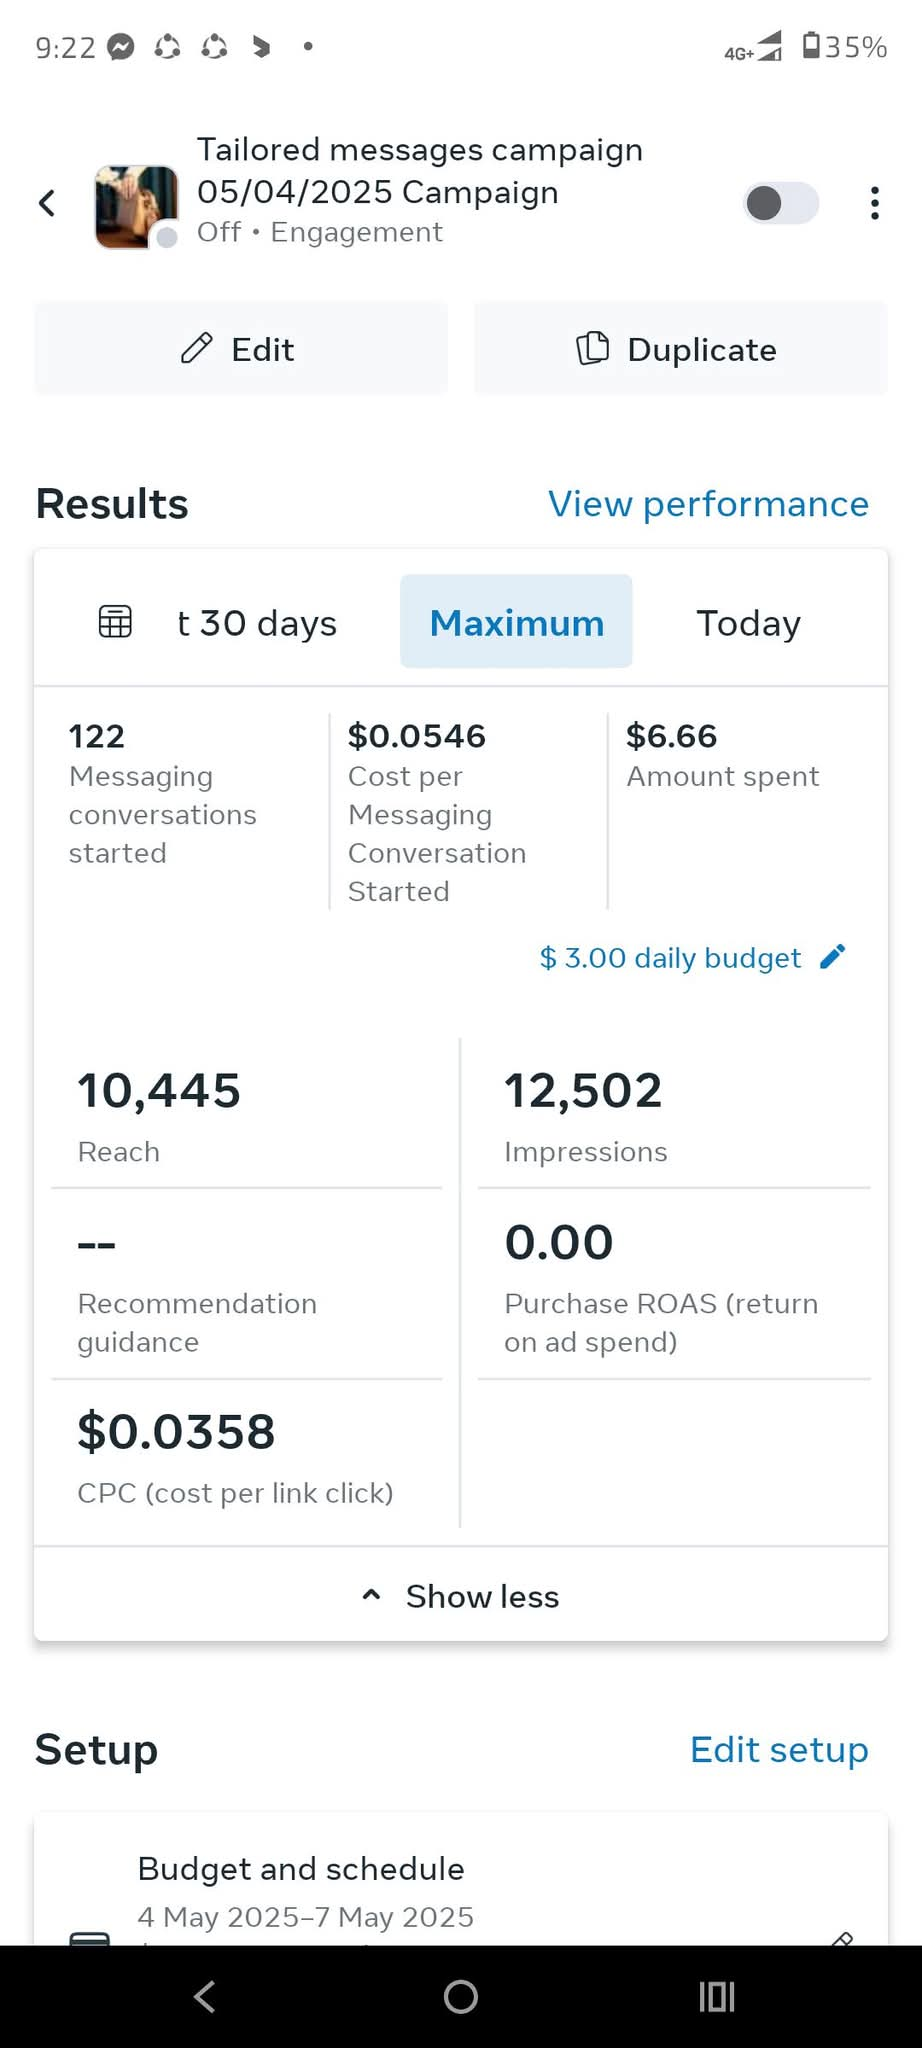 9:22
4G+
35%
Tailored messages campaign
05/04/2025 Campaign
Off • Engagement
Edit
Duplicate
Results
View performance
t 30 days
Maximum
Today
122
Messaging
conversations
started
$0.0546
Cost per
Messaging
Conversation
Started
$6.66
Amount spent
$ 3.00 daily budget
10,445
Reach
12,502
Impressions
--
Recommendation
guidance
0.00
Purchase ROAS (return
on ad spend)
$0.0358
CPC (cost per link click)
Show less
Setup
Edit setup
Budget and schedule
4 May 2025–7 May 2025